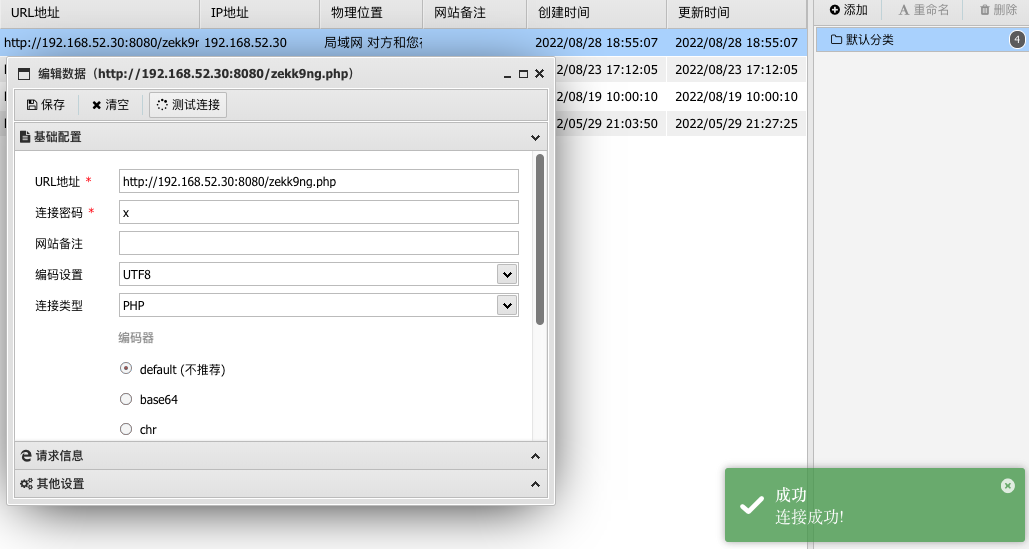 URL地址 IP地址 物理位置 网站备注 创建时间 更新时间
添加 重命名 删除
http://192.168.52.30:8080/zekk9n 192.168.52.30 局域网 对方和您在 2022/08/28 18:55:07 2022/08/28 18:55:07
默认分类 4
编辑数据 (http://192.168.52.30:8080/zekk9ng.php)
2/08/23 17:12:05 2022/08/23 17:12:05
保存 清空 测试连接
2/08/19 10:00:10 2022/08/19 10:00:10
2/05/29 21:03:50 2022/05/29 21:27:25
基础配置
URL地址 * http://192.168.52.30:8080/zekk9ng.php
连接密码 * x
网站备注
编码设置 UTF8
连接类型 PHP
编码器
default (不推荐)
base64
chr
请求信息
其他设置
成功
连接成功!